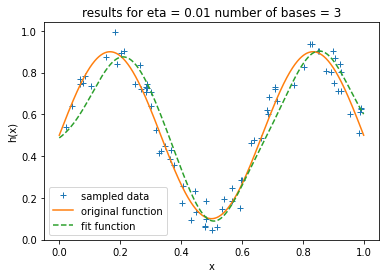 results for eta = 0.01 number of bases = 3
1.0
0.8
0.6
0.4
0.2
0.0
h(x)
sampled data
original function
fit function
0.0 0.2 0.4 0.6 0.8 1.0
x